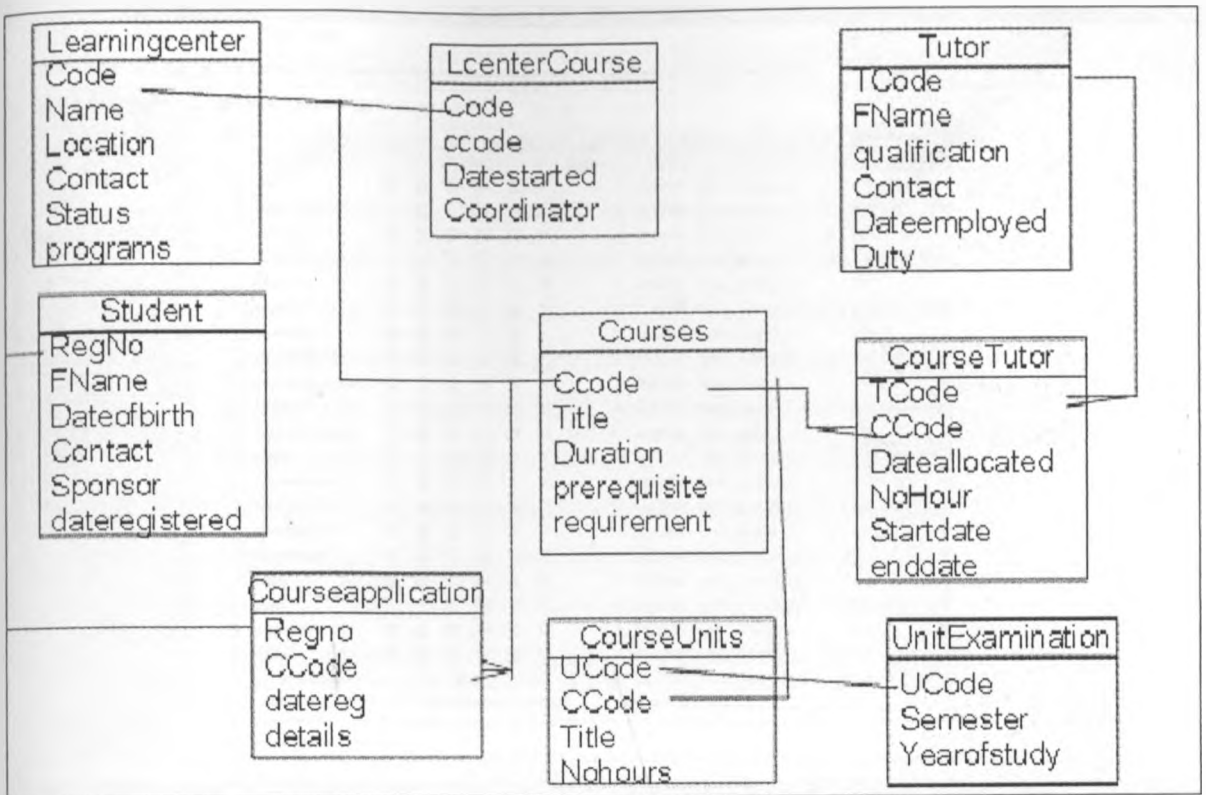 Learningcenter
Code
Name
Location
Contact
Status
programs
LcenterCourse
Code
ccode
Datestarted
Coordinator
Tutor
TCode
FName
qualification
Contact
Dateemployed
Duty
Student
RegNo
FName
Dateofbirth
Contact
Sponsor
dateregistered
Courses
Ccode
Title
Duration
prerequisite
requirement
CourseTutor
TCode
CCode
Dateallocated
NoHour
Startdate
enddate
Courseapplication
Regno
CCode
datereg
details
CourseUnits
UCode
CCode
Title
Nohours
UnitExamination
UCode
Semester
Yearofstudy